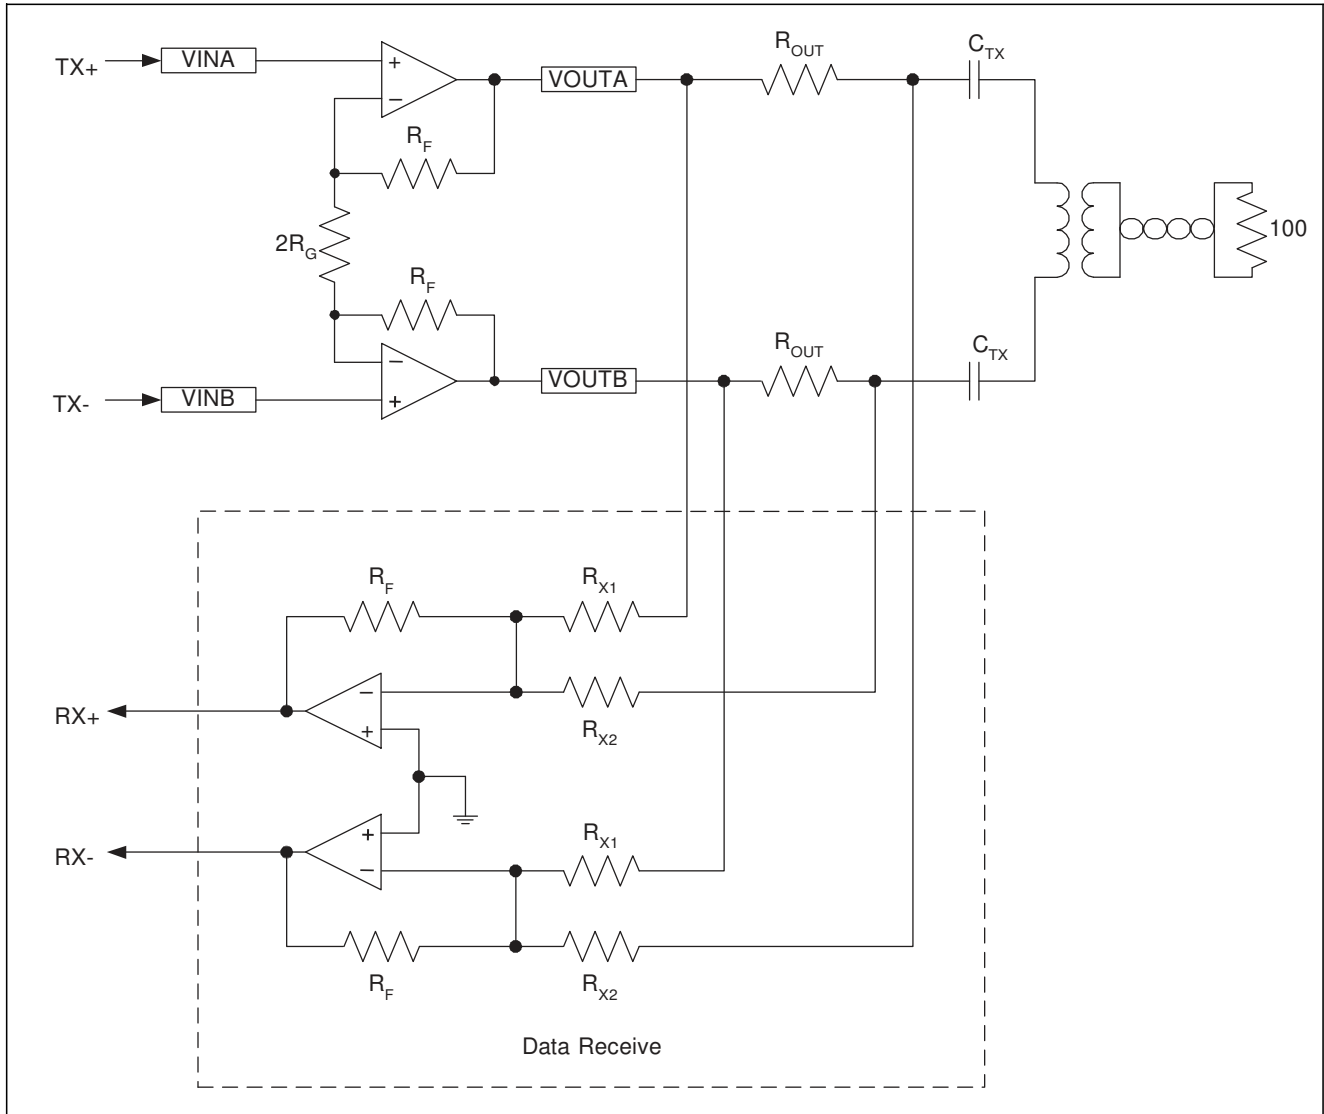 TX+
VINA
+
−
R_F
VOUTA
R_OUT
C_TX
2R_G
100
R_F
−
+
TX-
VINB
VOUTB
R_OUT
C_TX
R_F
R_X1
RX+
−
+
R_X2
RX-
+
−
R_X1
R_F
R_X2
Data Receive